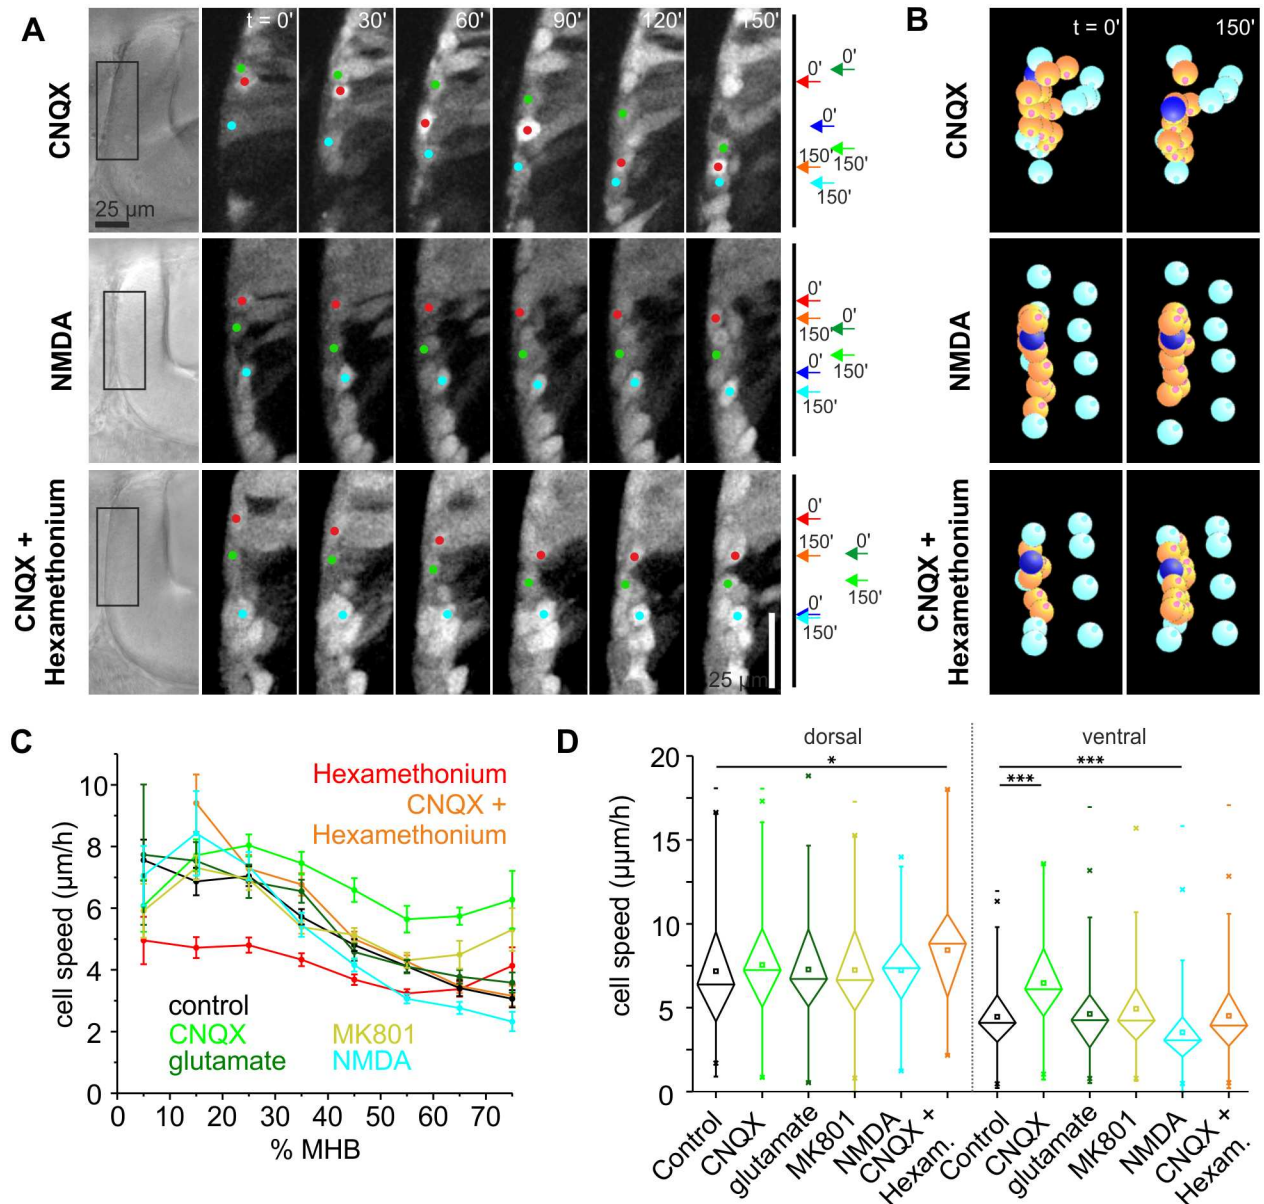 A
B
t = 0'
30'
60'
90'
120'
150'
t = 0'
150'
CNQX
25 µm
0'
0'
0'
150'
150'
150'
CNQX
NMDA
0'
0'
150'
0'
150'
150'
NMDA
CNQX +
Hexamethonium
25 µm
0'
0'
150'
150'
0'
150'
CNQX +
Hexamethonium
C
cell speed (µm/h)
10
8
6
4
2
0
0
10
20
30
40
50
60
70
% MHB
Hexamethonium
CNQX +
Hexamethonium
control
CNQX
MK801
glutamate
NMDA
D
dorsal
ventral
*
***
***
cell speed (µµm/h)
20
15
10
5
0
Control
CNQX
glutamate
MK801
NMDA
CNQX +
Hexam.
Control
CNQX
glutamate
MK801
NMDA
CNQX +
Hexam.